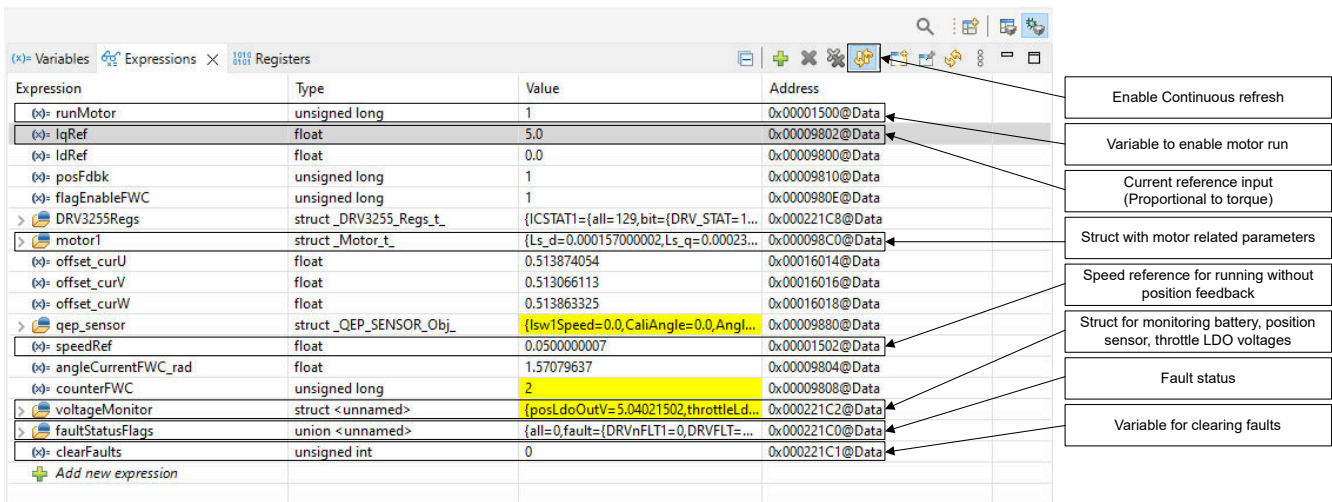 (x)= Variables Expressions Registers
Expression Type Value Address
(x)= runMotor unsigned long 1 0x00001500@Data
(x)= IqRef float 5.0 0x00009802@Data
(x)= IdRef float 0.0 0x00009800@Data
(x)= posFdbk unsigned long 1 0x00009810@Data
(x)= flagEnableFWC unsigned long 1 0x0000980E@Data
DRV3255Regs struct _DRV3255_Regs_t_ {ICSTAT1={all=129,bit={DRV_STAT=1... 0x000221C8@Data
motor1 struct _Motor_t_ {Ls_d=0.000157000002,Ls_q=0.00023... 0x000098C0@Data
(x)= offset_curU float 0.513874054 0x00016014@Data
(x)= offset_curV float 0.513066113 0x00016016@Data
(x)= offset_curW float 0.513863325 0x00016018@Data
qep_sensor struct _QEP_SENSOR_Obj_ {Isw1Speed=0.0,CaliAngle=0.0,Angl... 0x00009880@Data
(x)= speedRef float 0.0500000007 0x00001502@Data
(x)= angleCurrentFWC_rad float 1.57079637 0x00009804@Data
(x)= counterFWC unsigned long 2 0x00009808@Data
voltageMonitor struct <unnamed> {posLdoOutV=5.04021502,throttleLd... 0x000221C2@Data
faultStatusFlags union <unnamed> {all=0,fault={DRVnFLT1=0,DRVFLT=... 0x000221C0@Data
(x)= clearFaults unsigned int 0 0x000221C1@Data
Add new expression
Enable Continuous refresh
Variable to enable motor run
Current reference input
(Proportional to torque)
Struct with motor related parameters
Speed reference for running without
position feedback
Struct for monitoring battery, position
sensor, throttle LDO voltages
Fault status
Variable for clearing faults